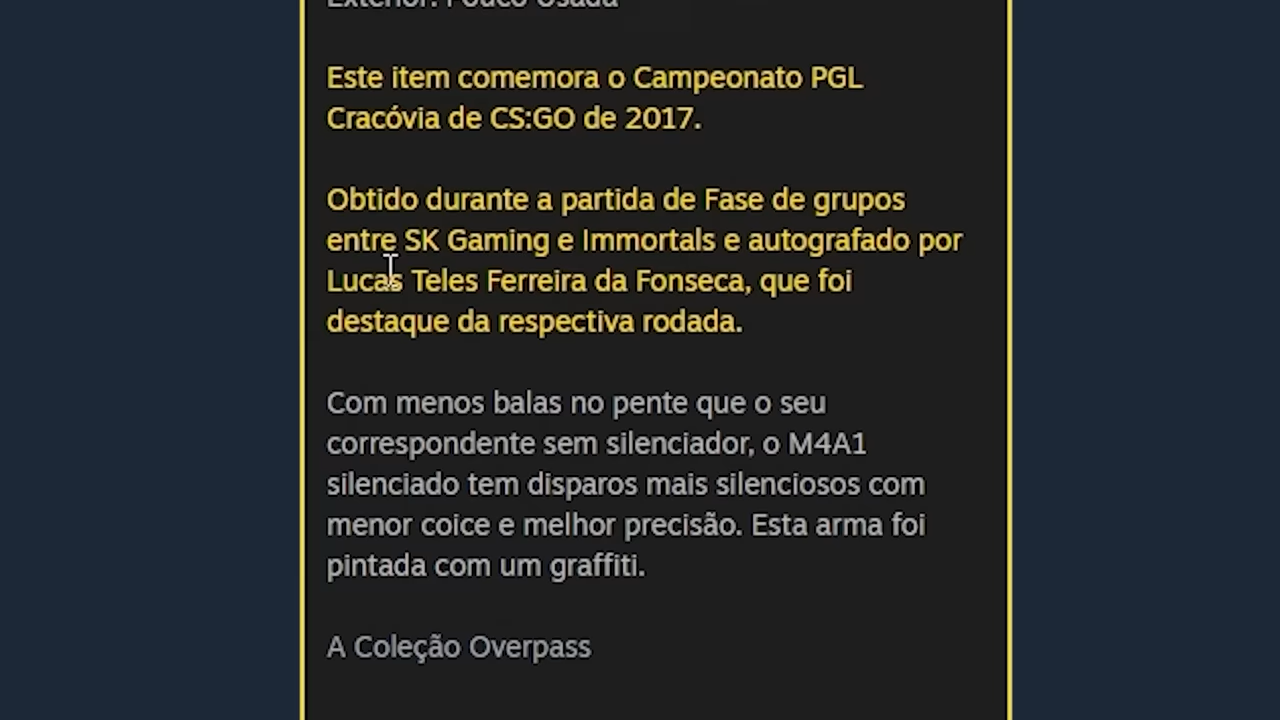 Exterior: Pouco Usada
Este item comemora o Campeonato PGL
Cracóvia de CS:GO de 2017.
Obtido durante a partida de Fase de grupos
entre SK Gaming e Immortals e autografado por
Lucas Teles Ferreira da Fonseca, que foi
destaque da respectiva rodada.
Com menos balas no pente que o seu
correspondente sem silenciador, o M4A1
silenciado tem disparos mais silenciosos com
menor coice e melhor precisão. Esta arma foi
pintada com um graffiti.
A Coleção Overpass